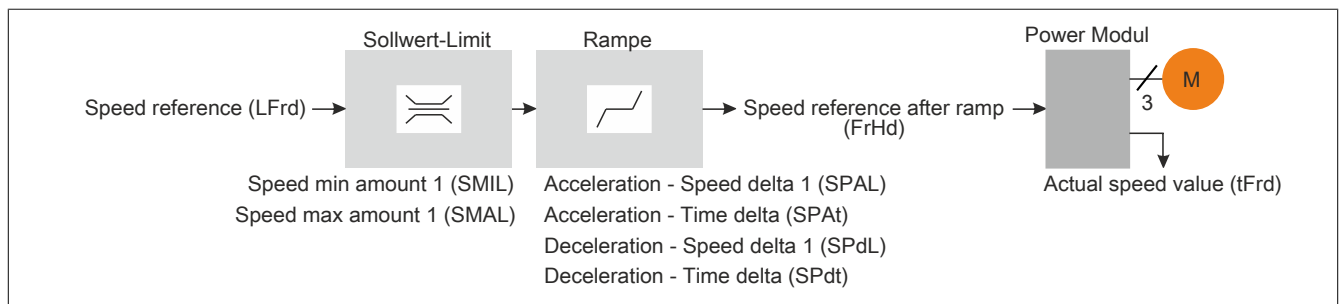 Sollwert-Limit
Rampe
Power Modul
Speed reference (LFrd)
Speed reference after ramp
(FrHd)
M
3
Speed min amount 1 (SMIL)
Speed max amount 1 (SMAL)
Acceleration - Speed delta 1 (SPAL)
Acceleration - Time delta (SPAt)
Deceleration - Speed delta 1 (SPdL)
Deceleration - Time delta (SPdt)
Actual speed value (tFrd)